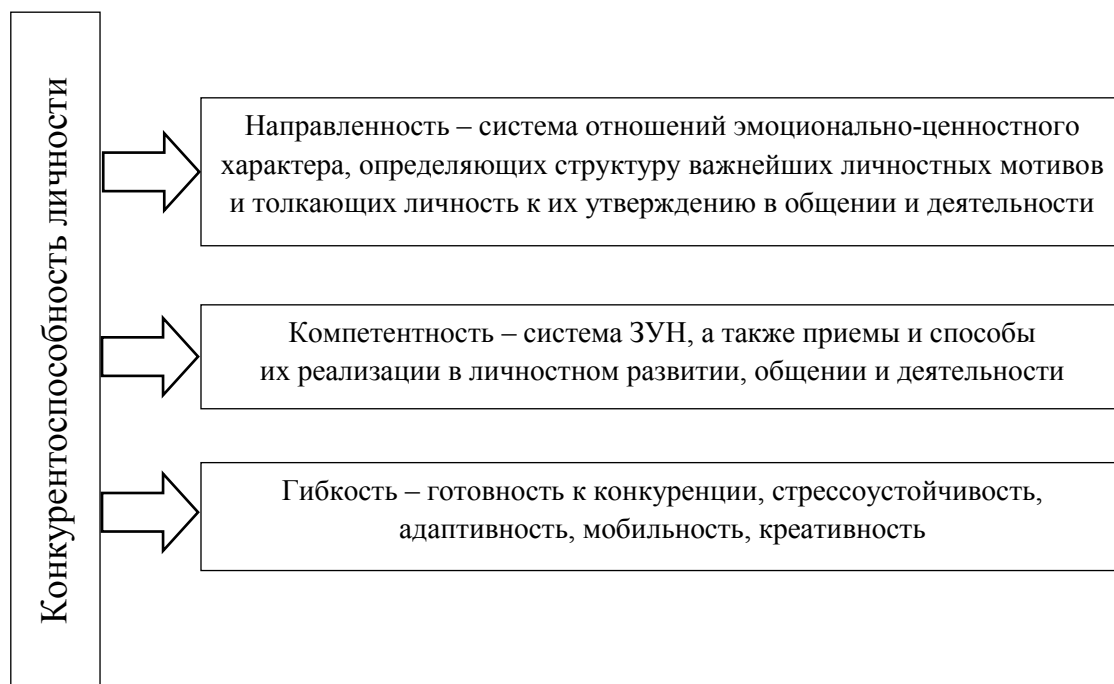 Конкурентоспособность личности
Направленность – система отношений эмоционально-ценностного
характера, определяющих структуру важнейших личностных мотивов
и толкающих личность к их утверждению в общении и деятельности
Компетентность – система ЗУН, а также приемы и способы
их реализации в личностном развитии, общении и деятельности
Гибкость – готовность к конкуренции, стрессоустойчивость,
адаптивность, мобильность, креативность